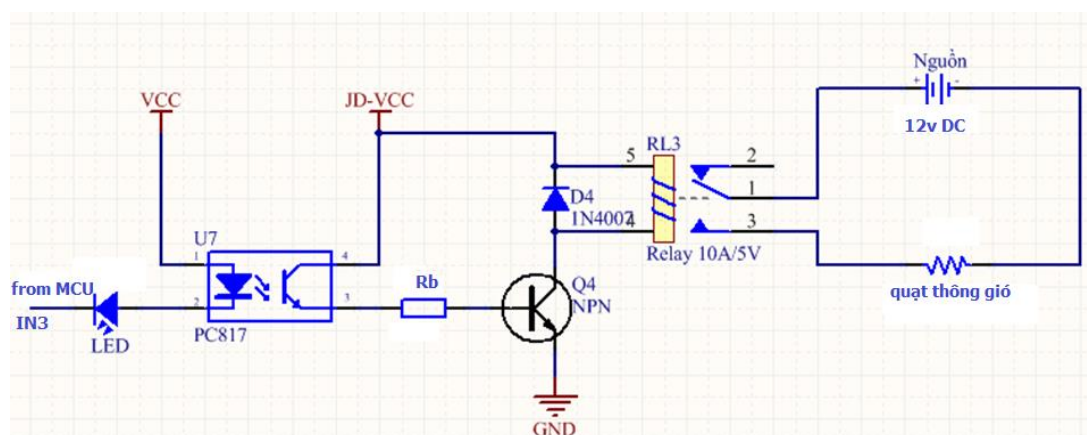 Nguồn
12v DC
VCC
JD-VCC
RL3
5
2
1
D4
1N4007
4
3
Relay 10A/5V
U7
1
4
from MCU
IN3
2
3
Rb
Q4
NPN
quạt thông gió
LED
PC817
GND